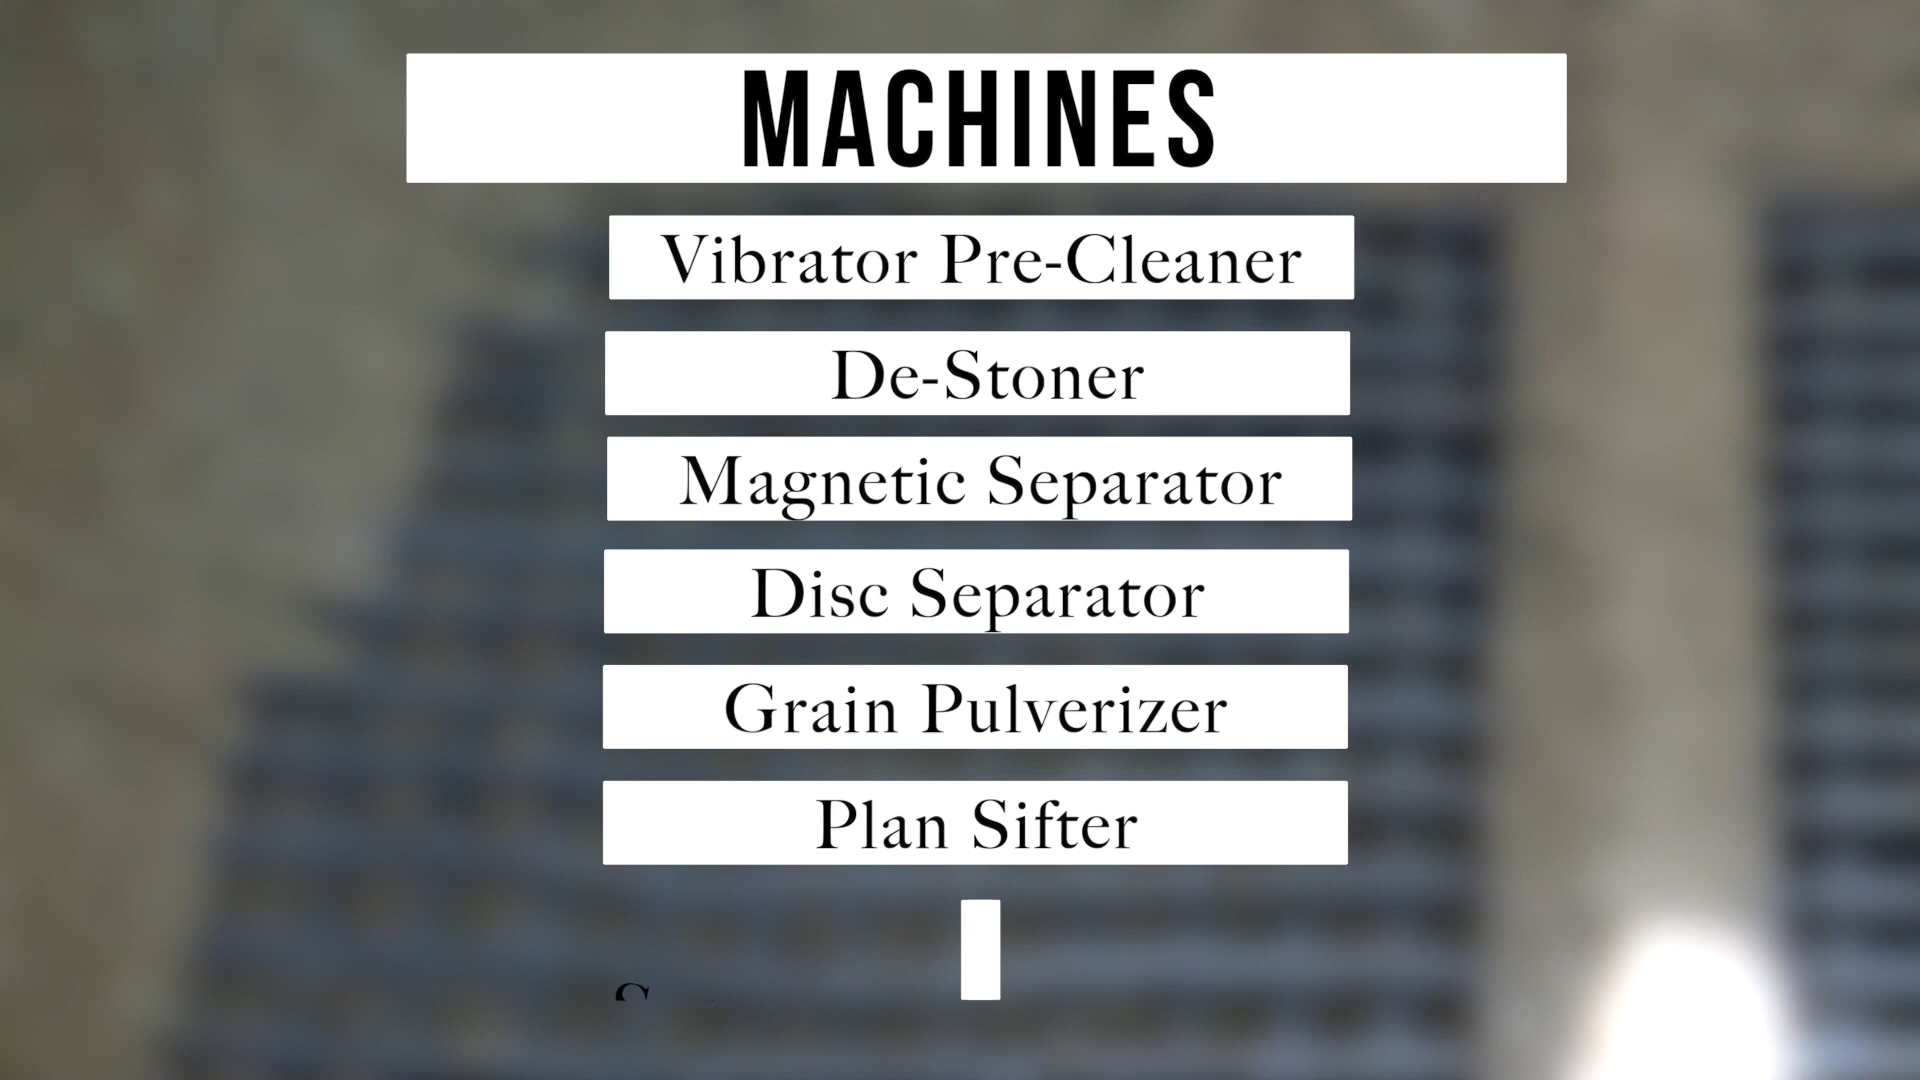 MACHINES
Vibrator Pre-Cleaner
De-Stoner
Magnetic Separator
Disc Separator
Grain Pulverizer
Plan Sifter